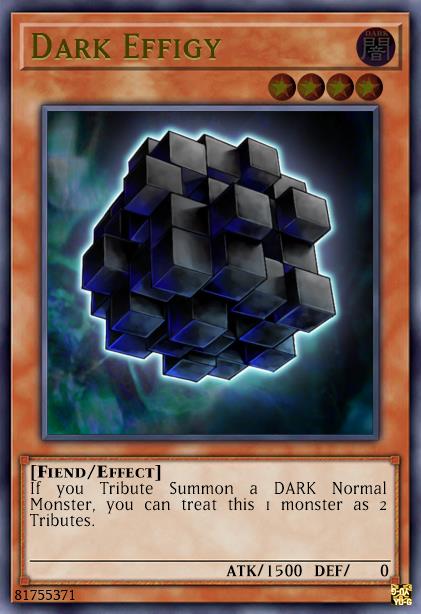 DARK EFFIGY
DARK
闇
[FIEND/EFFECT]
If you Tribute Summon a DARK Normal
Monster, you can treat this 1 monster as 2
Tributes.
ATK/1500 DEF/ 0
81755371